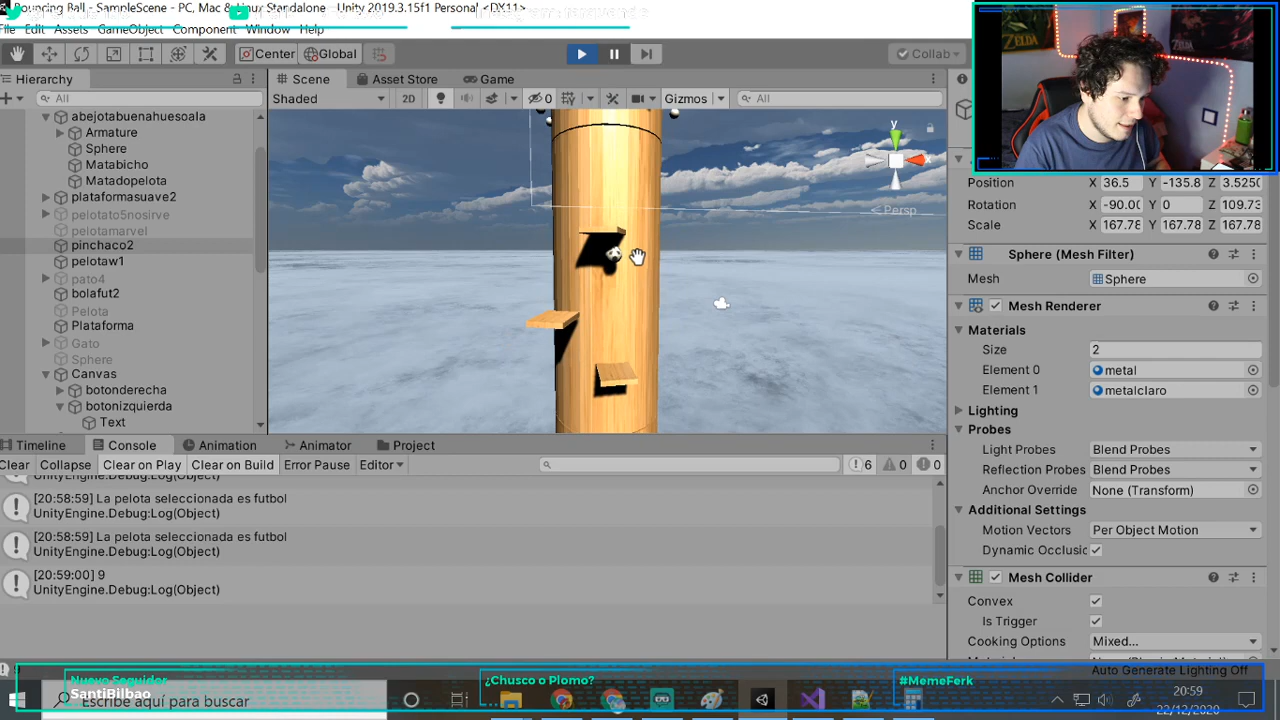 Bouncing Ball - SampleScene - PC, Mac & Linux Standalone - Unity 2019.3.15f1 Personal <DX11>
File Edit Assets GameObject Component Window Help
Center Global Collab
Hierarchy Scene Asset Store Game
All Shaded 2D 0 Gizmos All
abejotabuenahuesoala
Armature
Sphere
Matabicho
Matadopelota
plataformasuave2
pelotato5nosirve
pelotamarvel
pinchaco2
pelotaw1
pato4
bolafut2
Pelota
Plataforma
Gato
Sphere
Canvas
botonderecha
botonizquierda
Text
y
x
< Persp
ZELDA
ZELDA
Position X 36.5 Y -135.8 Z 3.5250
Rotation X -90.00 Y 0 Z 109.73
Scale X 167.78 Y 167.78 Z 167.78
Sphere (Mesh Filter)
Mesh Sphere
Mesh Renderer
Materials
Size 2
Element 0 metal
Element 1 metalclaro
Lighting
Probes
Light Probes Blend Probes
Reflection Probes Blend Probes
Anchor Override None (Transform)
Additional Settings
Motion Vectors Per Object Motion
Dynamic Occlusic
Mesh Collider
Convex
Is Trigger
Cooking Options Mixed...
Auto Generate Lighting Off
Timeline Console Animation Animator Project
Clear Collapse Clear on Play Clear on Build Error Pause Editor 6 0 0
UnityEngine.Debug:Log(Object)
[20:58:59] La pelota seleccionada es futbol
UnityEngine.Debug:Log(Object)
[20:58:59] La pelota seleccionada es futbol
UnityEngine.Debug:Log(Object)
[20:59:00] 9
UnityEngine.Debug:Log(Object)
Nuevo Seguidor
SantiBilbao
¿Chusco o Plomo?
#MemeFerk
Escribe aquí para buscar
20:59
22/12/2020